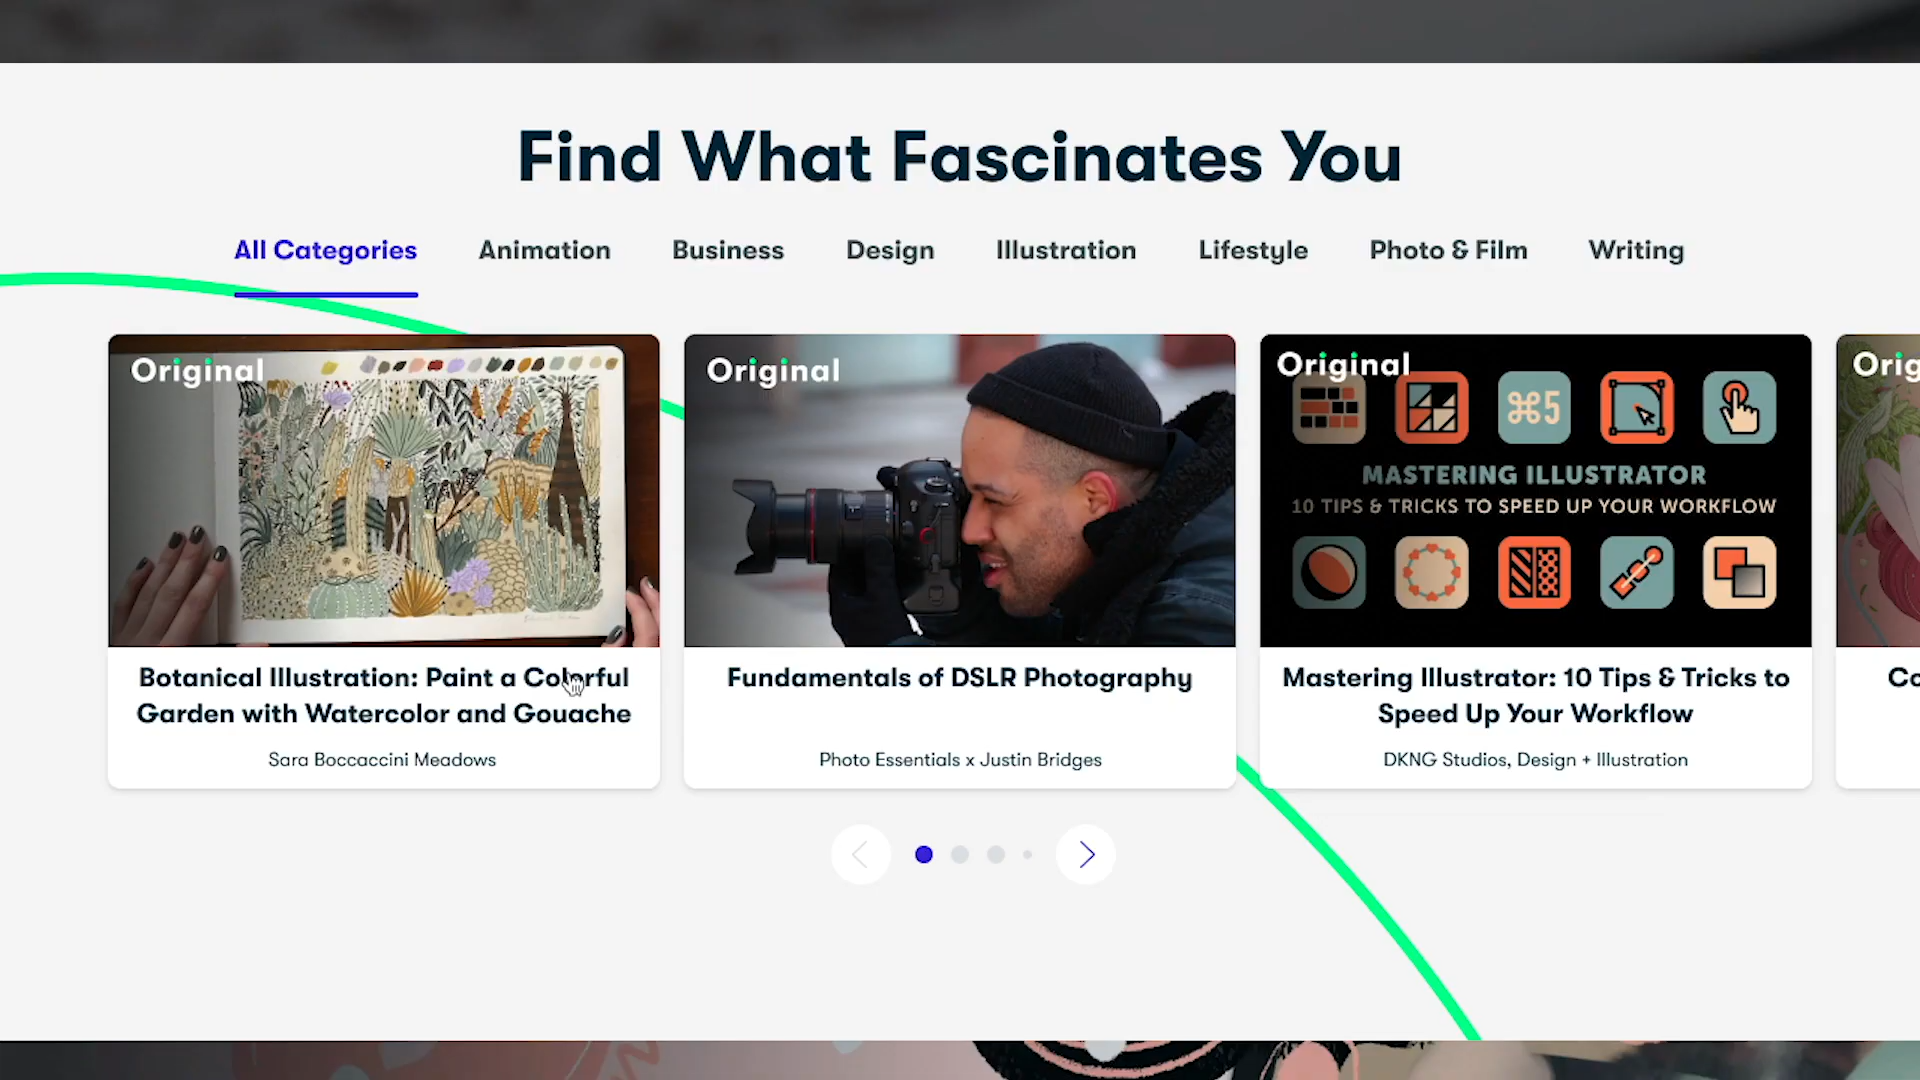 Find What Fascinates You
All Categories Animation Business Design Illustration Lifestyle Photo & Film Writing
Original
Original
Original
⌘5
MASTERING ILLUSTRATOR
10 TIPS & TRICKS TO SPEED UP YOUR WORKFLOW
Orig
Botanical Illustration: Paint a Colorful
Garden with Watercolor and Gouache
Sara Boccaccini Meadows
Fundamentals of DSLR Photography
Photo Essentials x Justin Bridges
Mastering Illustrator: 10 Tips & Tricks to
Speed Up Your Workflow
DKNG Studios, Design + Illustration
Co